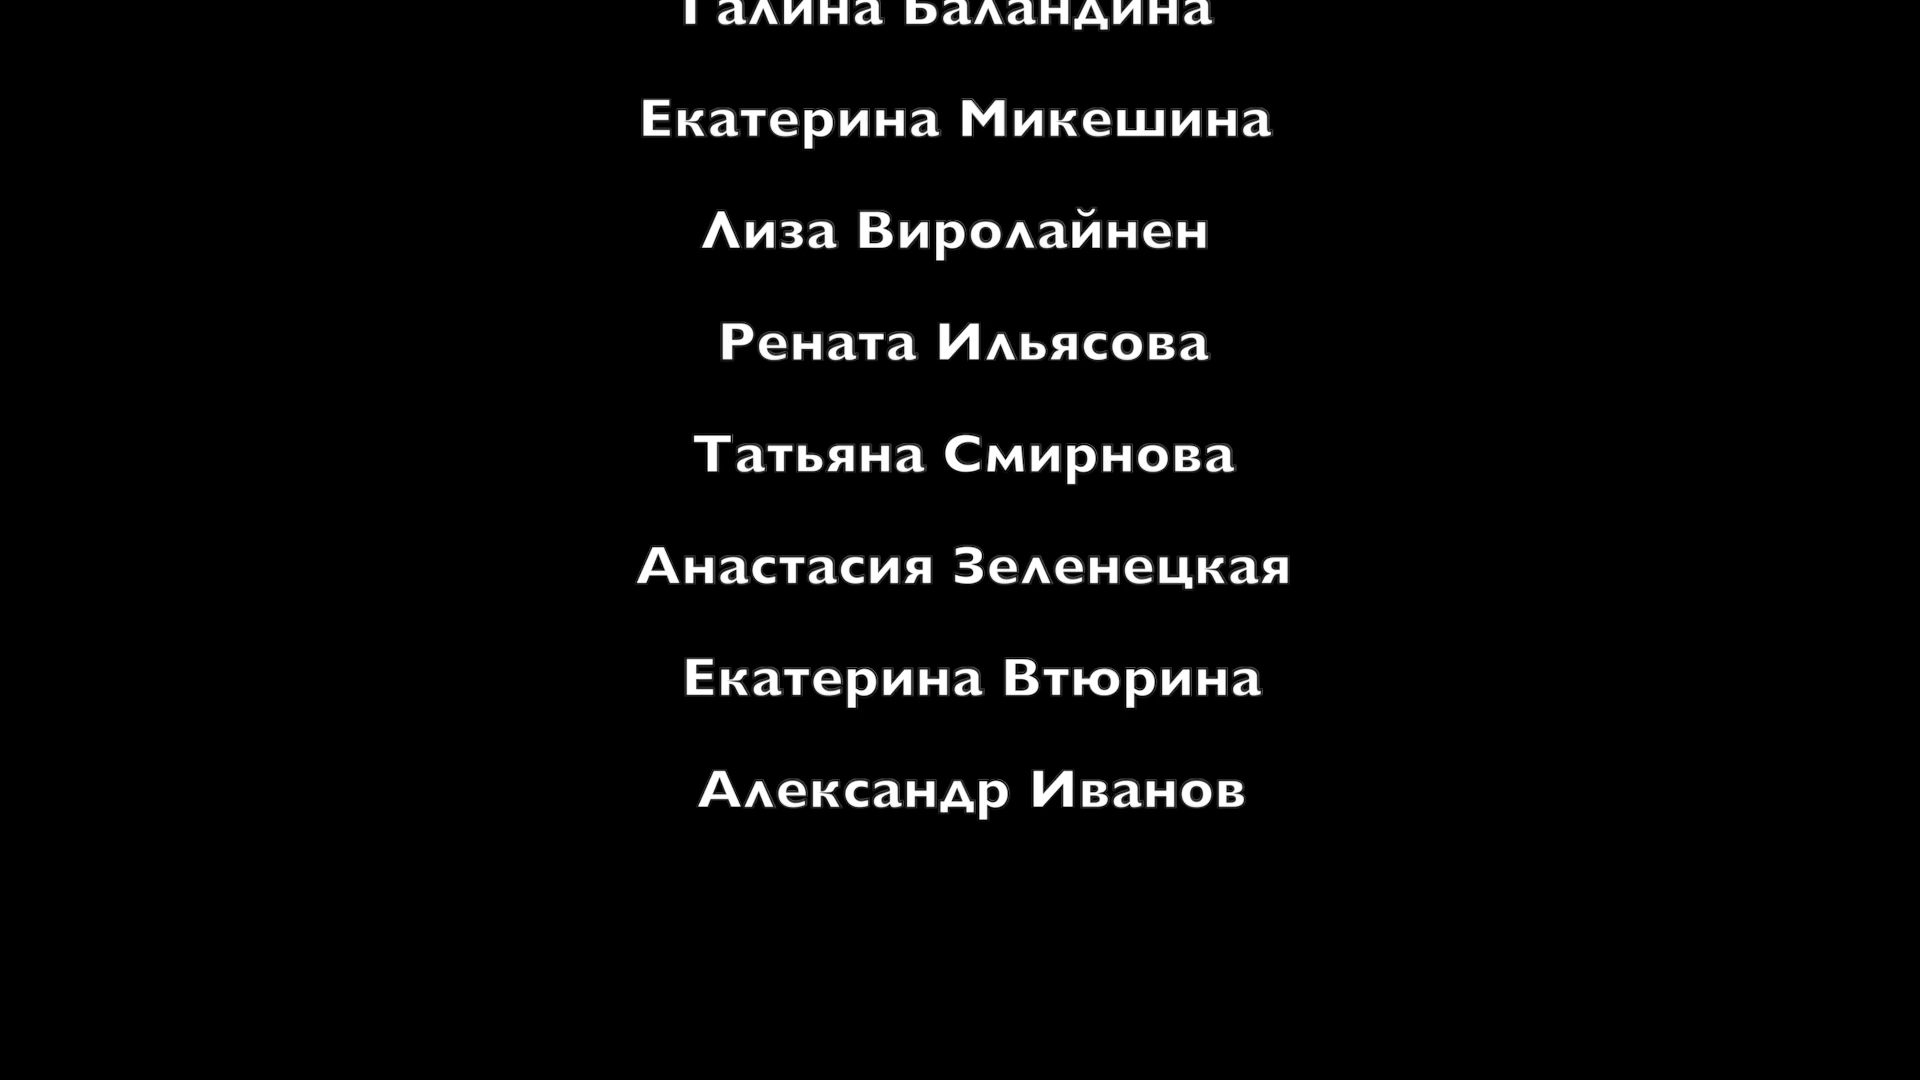 Галина Баландина
Екатерина Микешина
Лиза Виролайнен
Рената Ильясова
Татьяна Смирнова
Анастасия Зеленецкая
Екатерина Втюрина
Александр Иванов